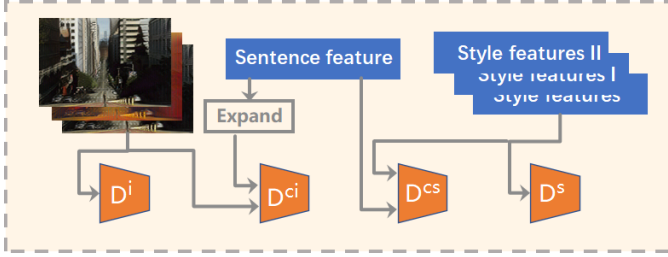 Sentence feature
Style features II
Style features I
Style features
Expand
Dⁱ
Dᶜⁱ
Dᶜˢ
Dˢ